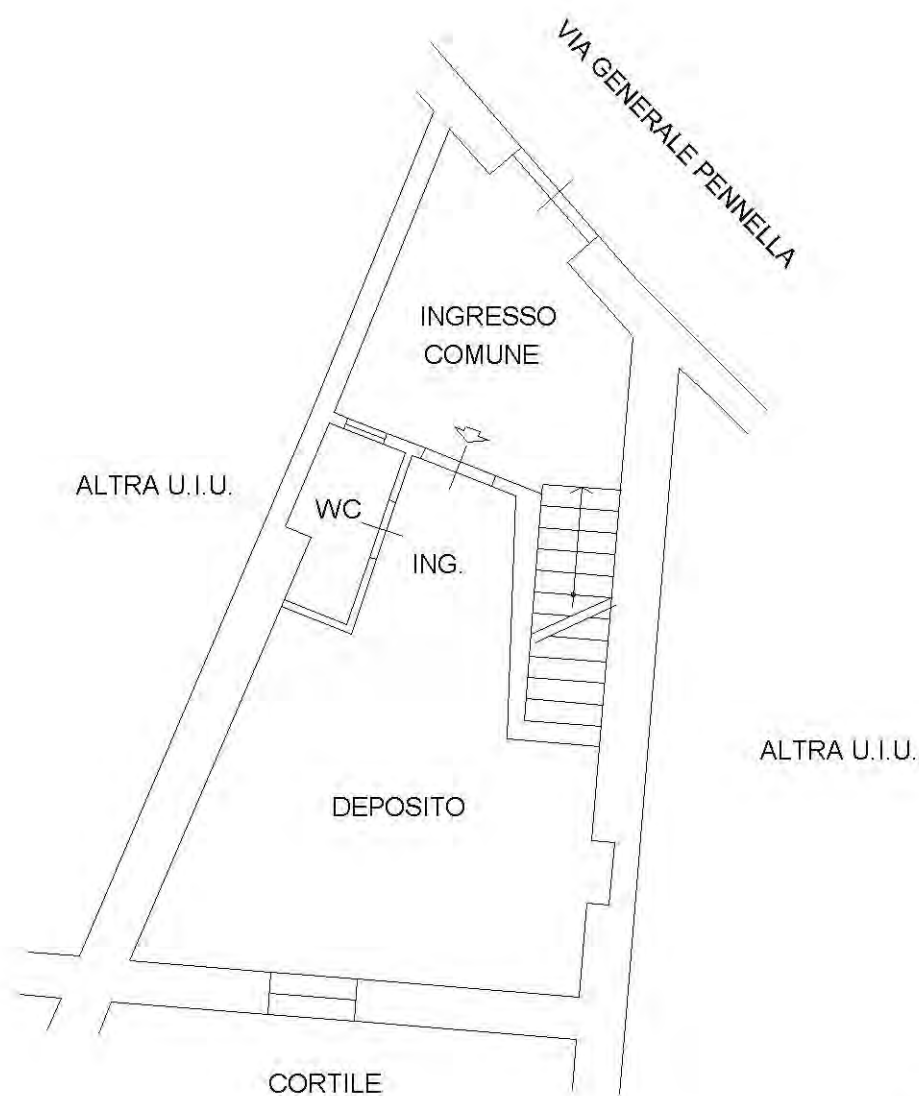 VIA GENERALE PENNELLA
INGRESSO
COMUNE
ALTRA U.I.U.
WC
ING.
ALTRA U.I.U.
DEPOSITO
CORTILE